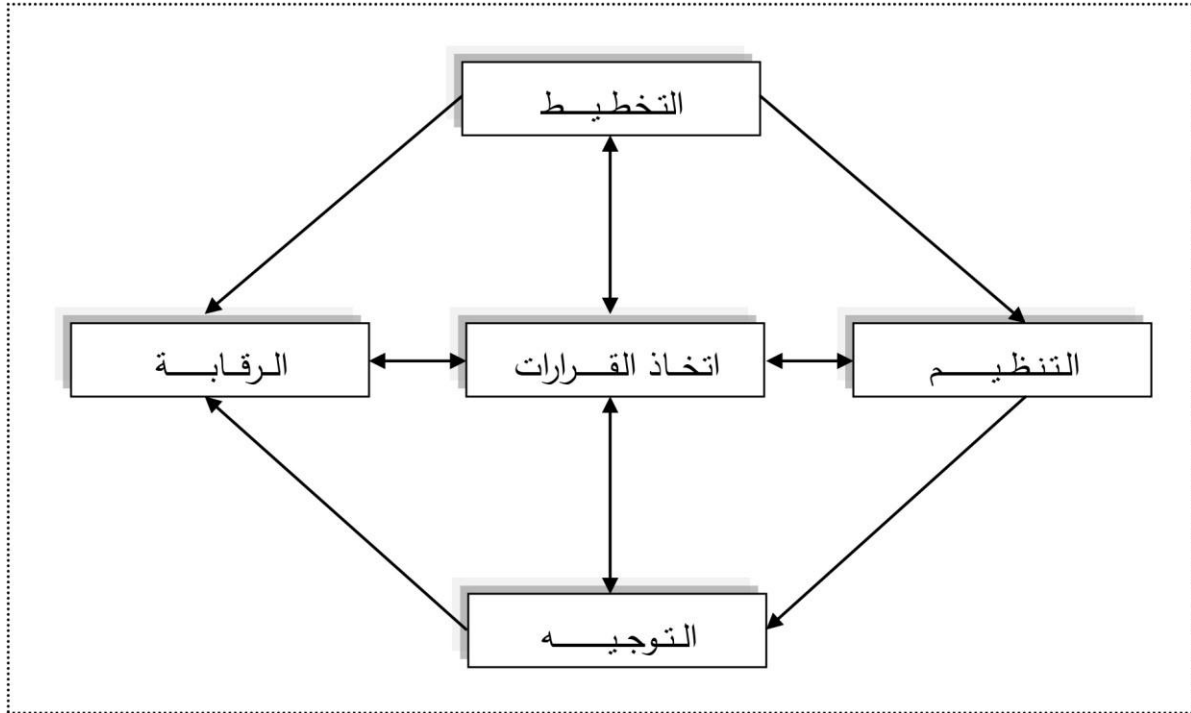 التخطيط
التنظيم
اتخاذ القرارات
الرقابة
التوجيه